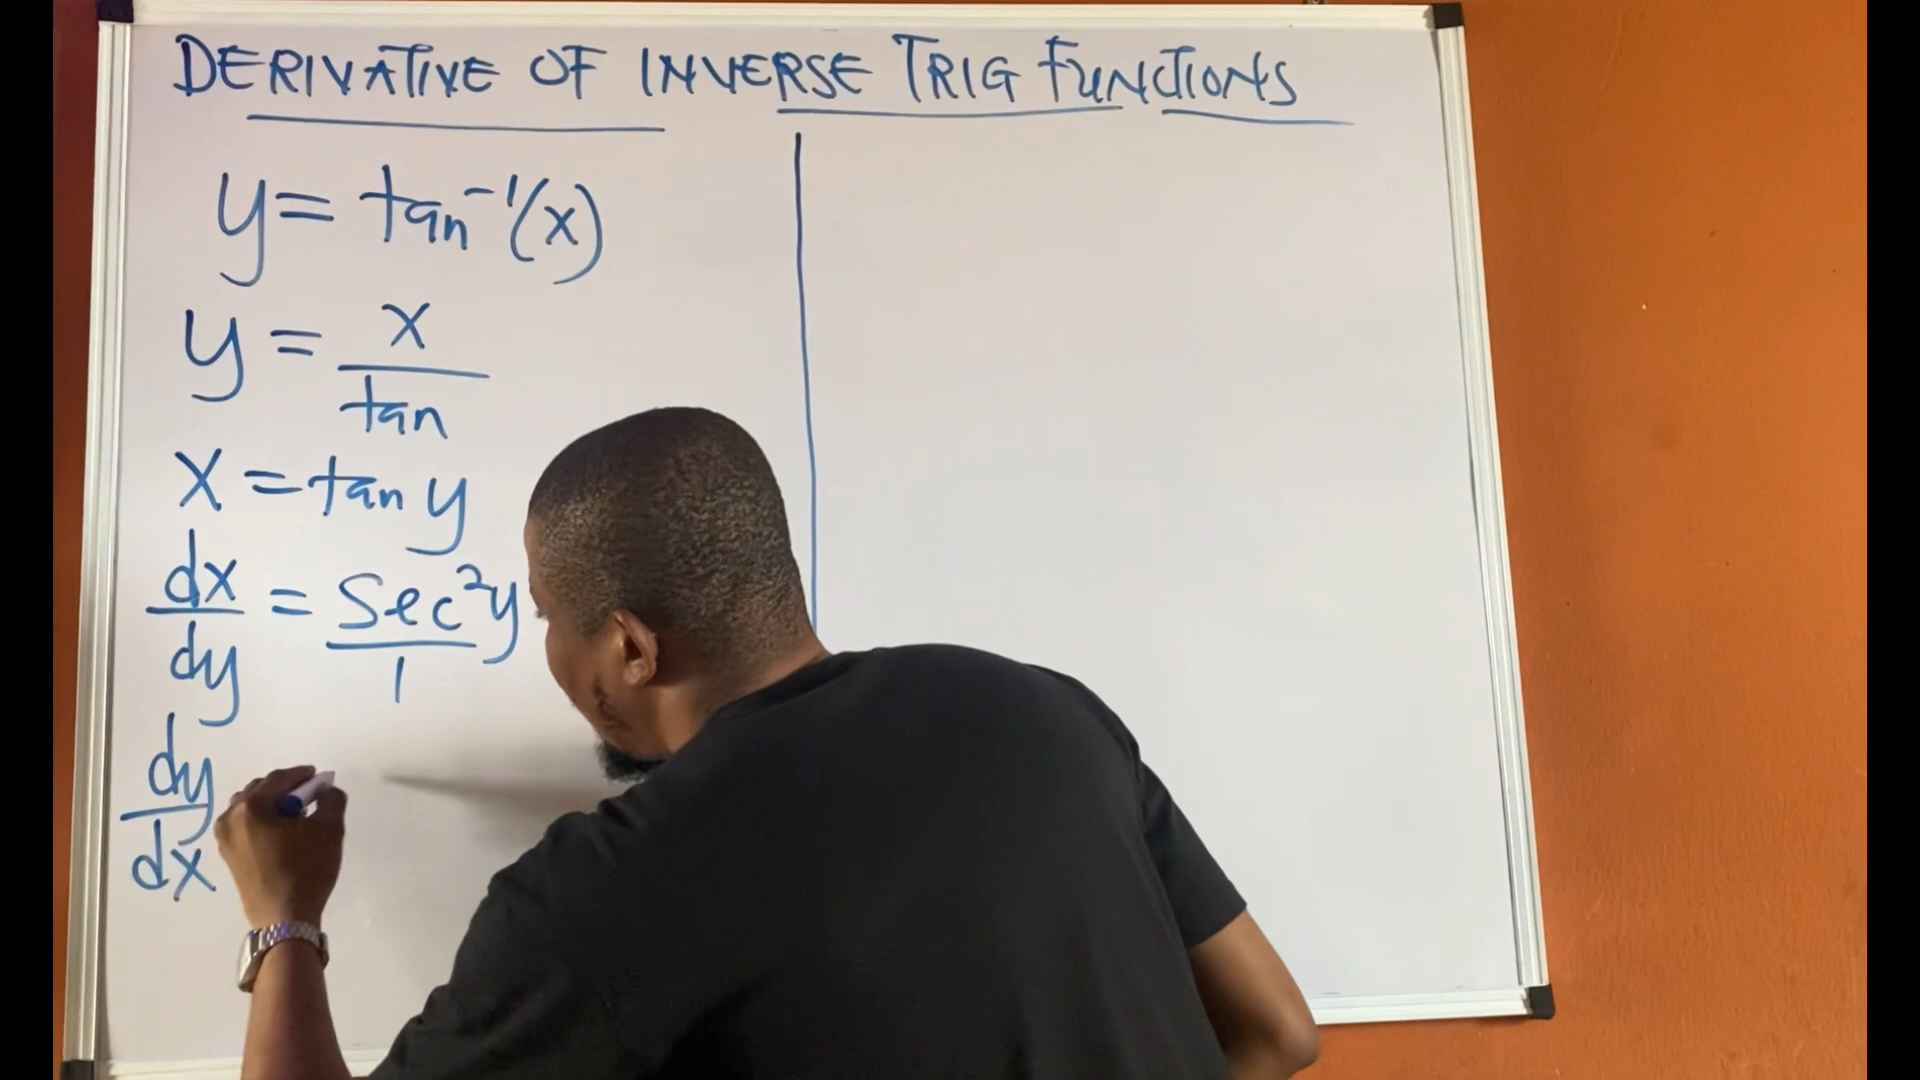 DERIVATIVE OF INVERSE TRIG FUNCTIONS
y = tan⁻¹(x)
y = x/tan
x = tan y
dx/dy = Sec²y/1
dy/dx